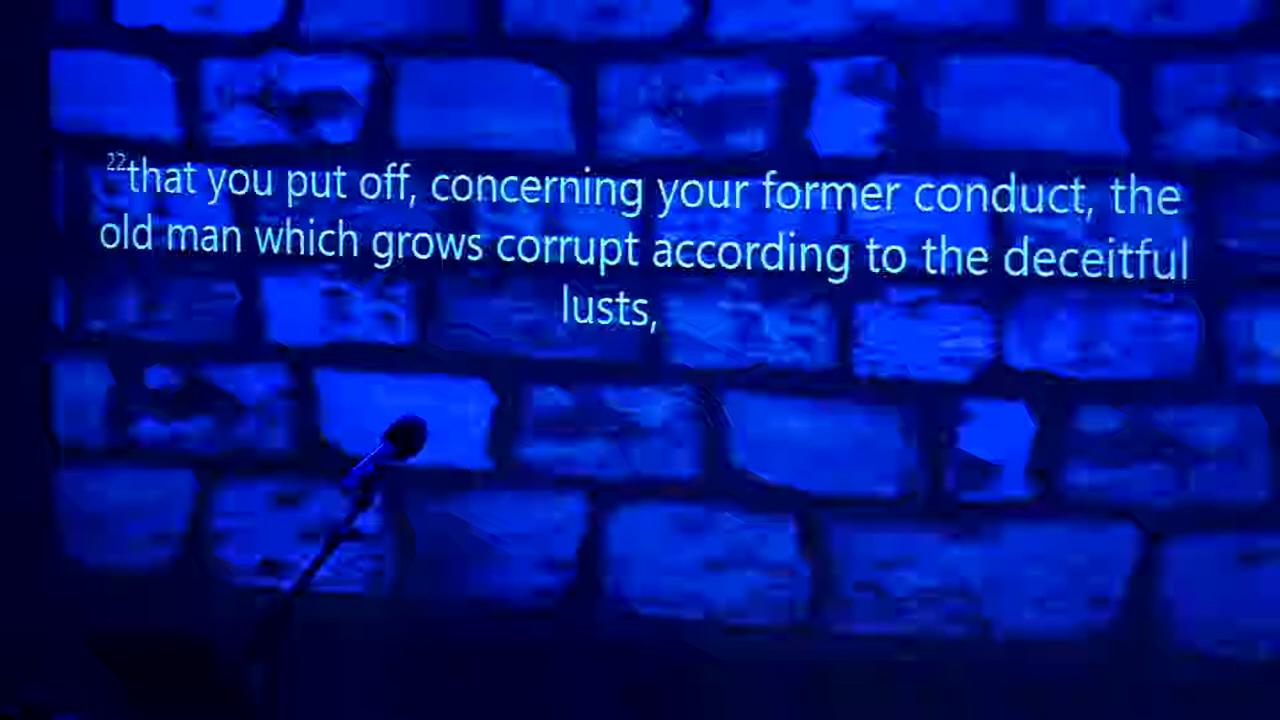 22that you put off, concerning your former conduct, the
old man which grows corrupt according to the deceitful
lusts,